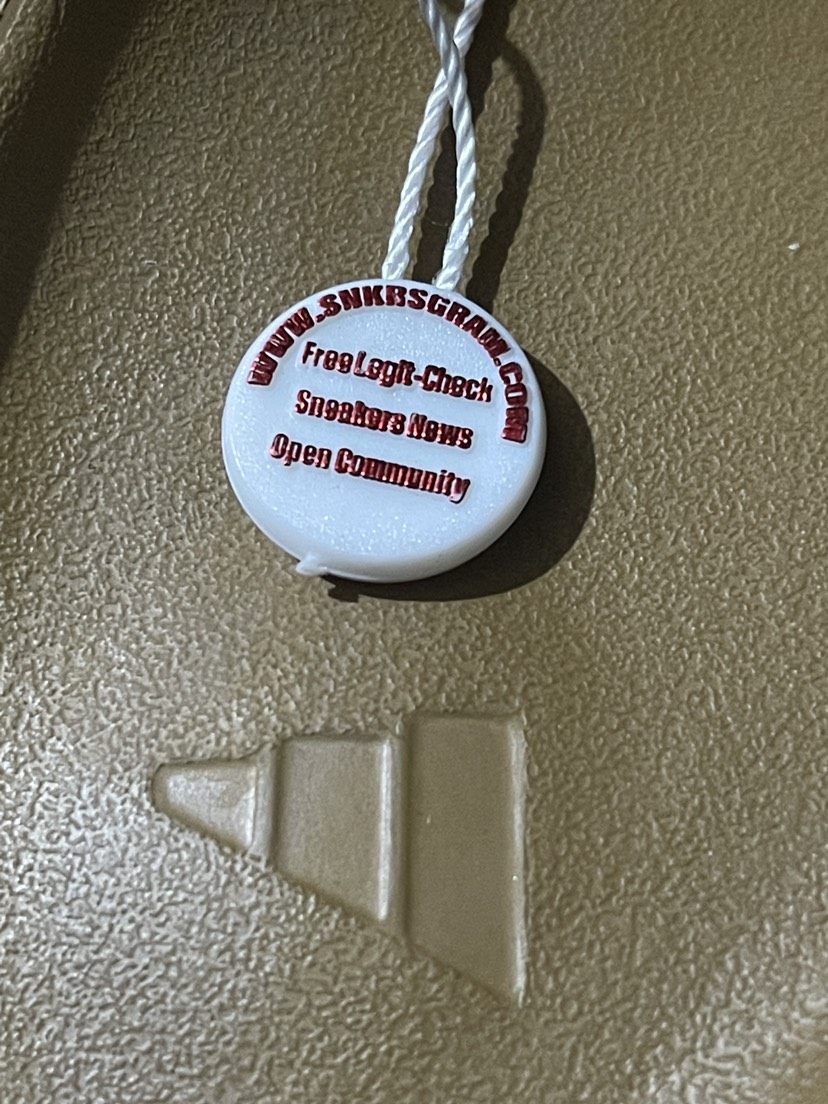 WWW.SNKRSGRAM.COM
Free Legit-Check
Sneakers News
Open Community